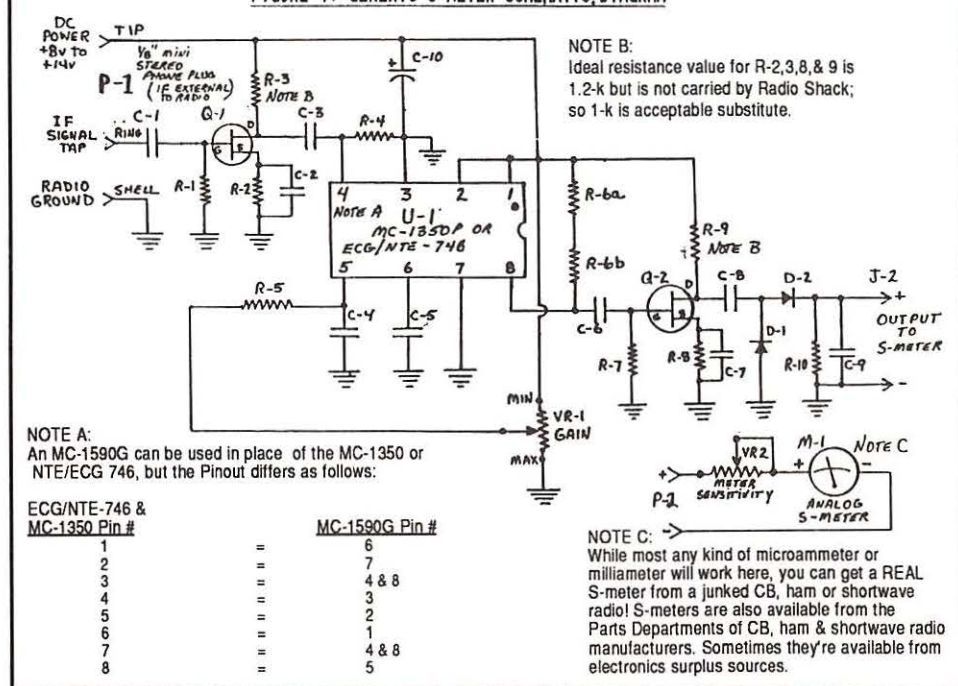 FIGURE 1: GENERIC S-METER SCHEMATIC DIAGRAM
DC
POWER
+8v to
+14v
TIP
1/8" mini
STEREO
PHONE PLUG
(IF EXTERNAL
TO RADIO)
P-1
IF
SIGNAL
TAP
RING
C-1
RADIO
GROUND
SHELL
R-1
Q-1
G
D
S
R-2
C-2
R-3
NOTE B
C-3
R-4
C-10
+
4
3
2
1
NOTE A
U-1
MC-1350P OR
ECG/NTE-746
5
6
7
8
R-5
C-4
C-5
R-6a
R-6b
C-6
R-7
Q-2
G
D
S
R-8
C-7
R-9
NOTE B
C-8
D-1
D-2
R-10
C-9
J-2
+
OUTPUT
TO
S-METER
-
MIN
VR-1
GAIN
MAX
P-2
+
VR2
METER
SENSITIVITY
+
M-1
-
NOTE C
ANALOG
S-METER
-
NOTE B:
Ideal resistance value for R-2,3,8,& 9 is
1.2-k but is not carried by Radio Shack;
so 1-k is acceptable substitute.
NOTE A:
An MC-1590G can be used in place of the MC-1350 or
NTE/ECG 746, but the Pinout differs as follows:
ECG/NTE-746 &
MC-1350 Pin # MC-1590G Pin #
1 = 6
2 = 7
3 = 4 & 8
4 = 3
5 = 2
6 = 1
7 = 4 & 8
8 = 5
NOTE C:
While most any kind of microammeter or
milliameter will work here, you can get a REAL
S-meter from a junked CB, ham or shortwave
radio! S-meters are also available from the
Parts Departments of CB, ham & shortwave radio
manufacturers. Sometimes they're available from
electronics surplus sources.